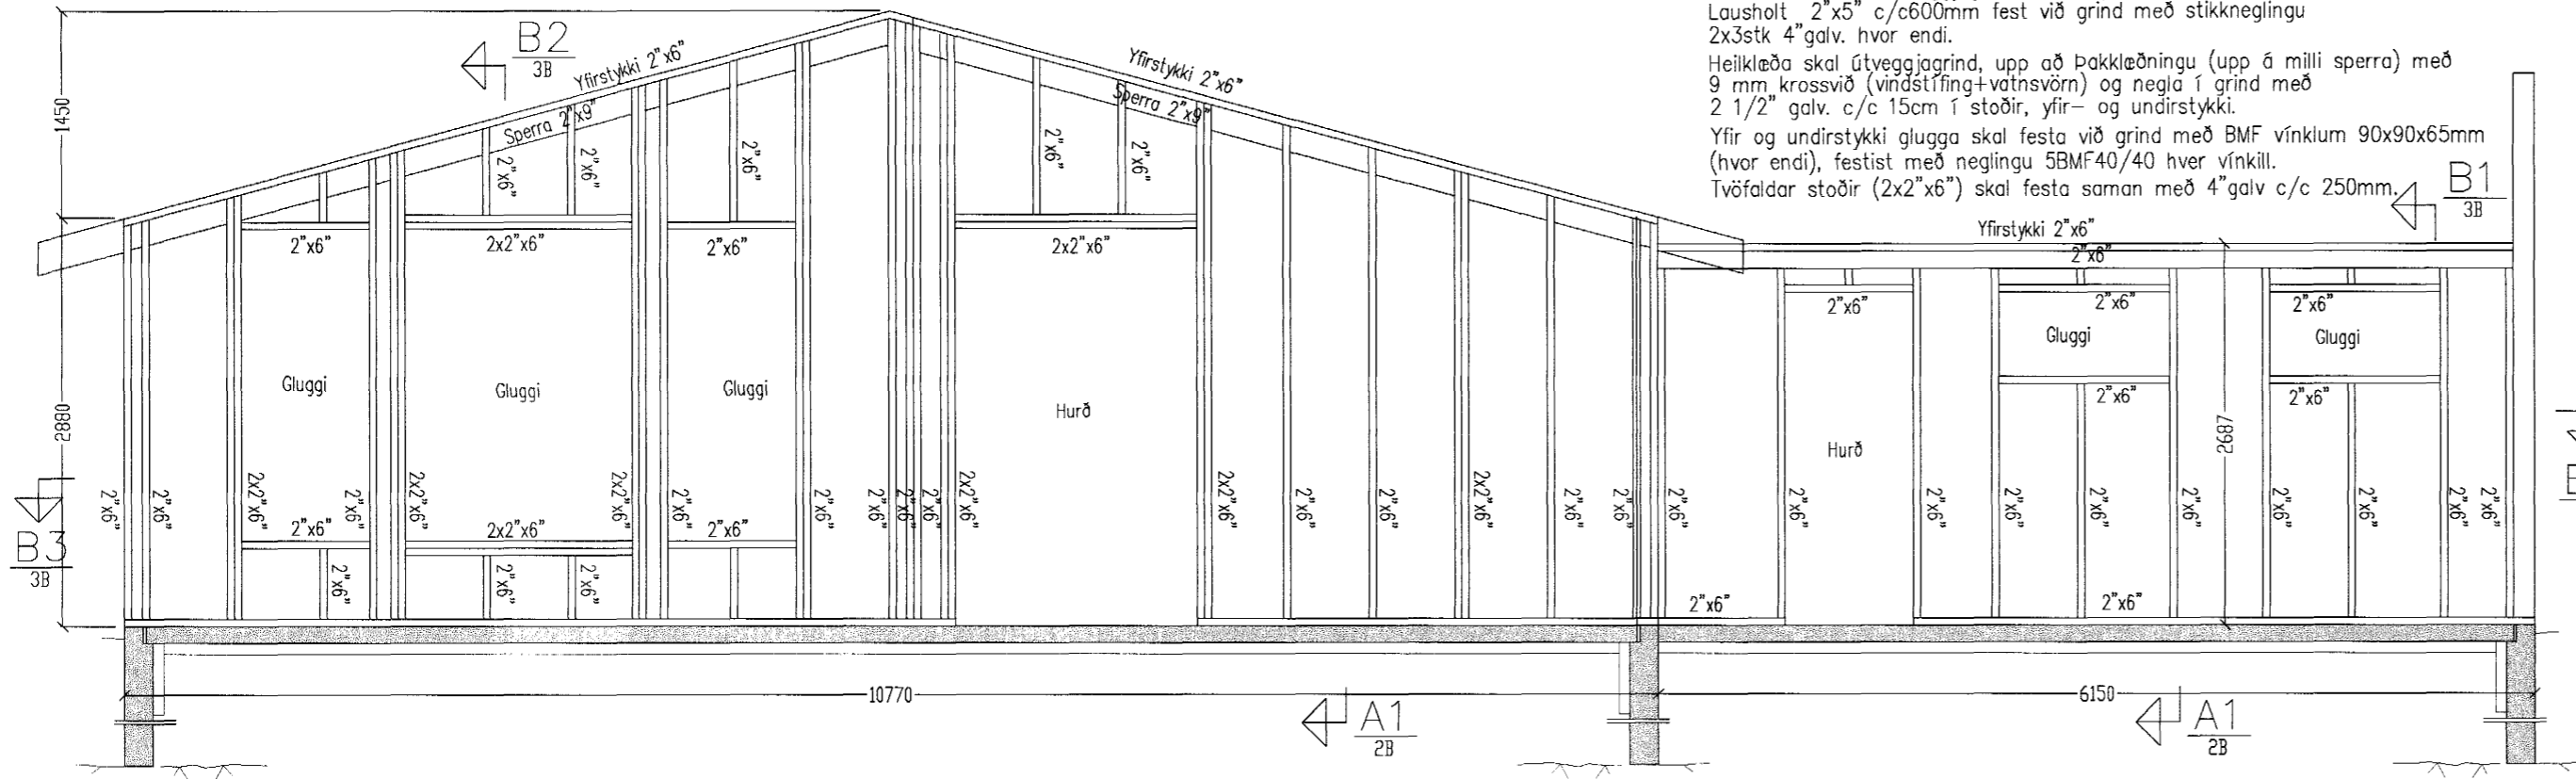 Lausholt 2"x5" c/c600mm fest við grind með stikkneglingu
2x3stk 4"galv. hvor endi.
Heilklæða skal útveggjagrind, upp að Þakklæðningu (upp á milli sperra) með
9 mm krossvið (vindstífing+vatnsvörn) og negla í grind með
2 1/2" galv. c/c 15cm í stoðir, yfir- og undirstykki.
Yfir og undirstykki glugga skal festa við grind með BMF vínklum 90x90x65mm
(hvor endi), festist með neglingu 5BMF40/40 hver vínkill.
Tvöfaldar stoðir (2x2"x6") skal festa saman með 4"galv c/c 250mm.
B2
3B
B1
3B
Yfirstykki 2"x6"
Yfirstykki 2"x6"
Sperra 2"x9"
Sperra 2"x9"
Yfirstykki 2"x6"
2"x6"
1450
2880
2687
2"x6"
2"x6"
2"x6"
2"x6"
2"x6"
2"x6"
2x2"x6"
2"x6"
2x2"x6"
2"x6"
2"x6"
2"x6"
Gluggi
Gluggi
Gluggi
Hurð
Hurð
Gluggi
Gluggi
2"x6"
2"x6"
2"x6"
2"x6"
2x2"x6"
2"x6"
2x2"x6"
2x2"x6"
2"x6"
2"x6"
2"x6"
2"x6"
2"x6"
2x2"x6"
2x2"x6"
2"x6"
2"x6"
2x2"x6"
2"x6"
2"x6"
2"x6"
2"x6"
2"x6"
2"x6"
2"x6"
2"x6"
2"x6"
2"x6"
2"x6"
2"x6"
2x2"x6"
2"x6"
2"x6"
2"x6"
2"x6"
2"x6"
2"x6"
2"x6"
B3
3B
10770
6150
A1
2B
A1
2B